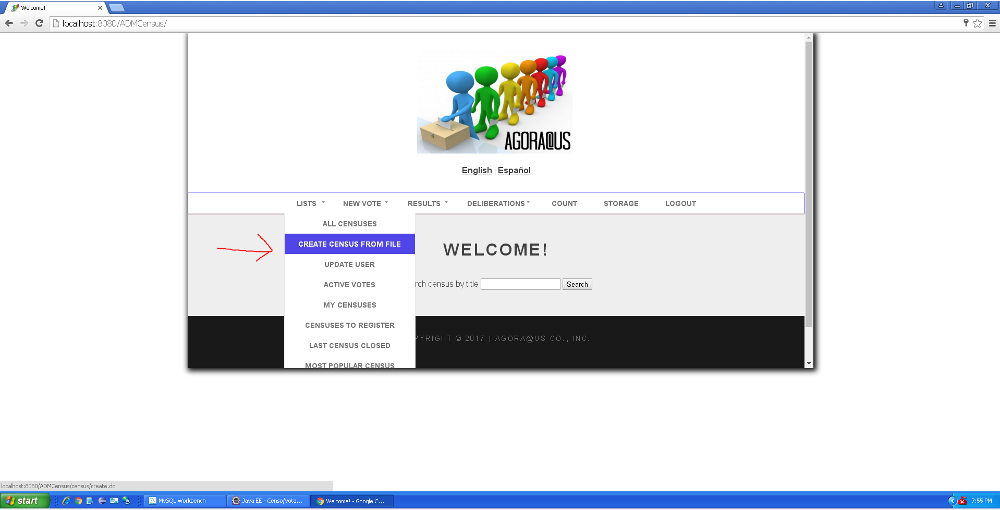 Welcome!
localhost:8080/ADMCensus/
AGORA@US
English | Español
LISTS NEW VOTE RESULTS DELIBERATIONS COUNT STORAGE LOGOUT
ALL CENSUSES
CREATE CENSUS FROM FILE
UPDATE USER
ACTIVE VOTES
MY CENSUSES
CENSUSES TO REGISTER
LAST CENSUS CLOSED
MOST POPULAR CENSUS
WELCOME!
rch census by title Search
PYRIGHT © 2017 | AGORA@US CO., INC.
localhost:8080/ADMCensus/census/create.do
start MySQL Workbench Java EE - Censo/vota... Welcome! - Google C... 7:55 PM